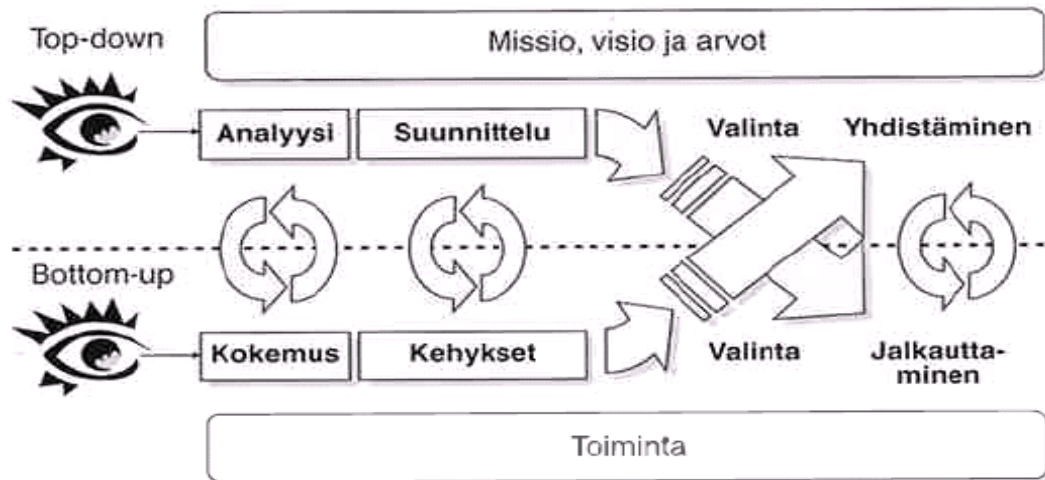 Top-down
Missio, visio ja arvot
Analyysi
Suunnittelu
Valinta
Yhdistäminen
Bottom-up
Kokemus
Kehykset
Valinta
Jalkautta-
minen
Toiminta